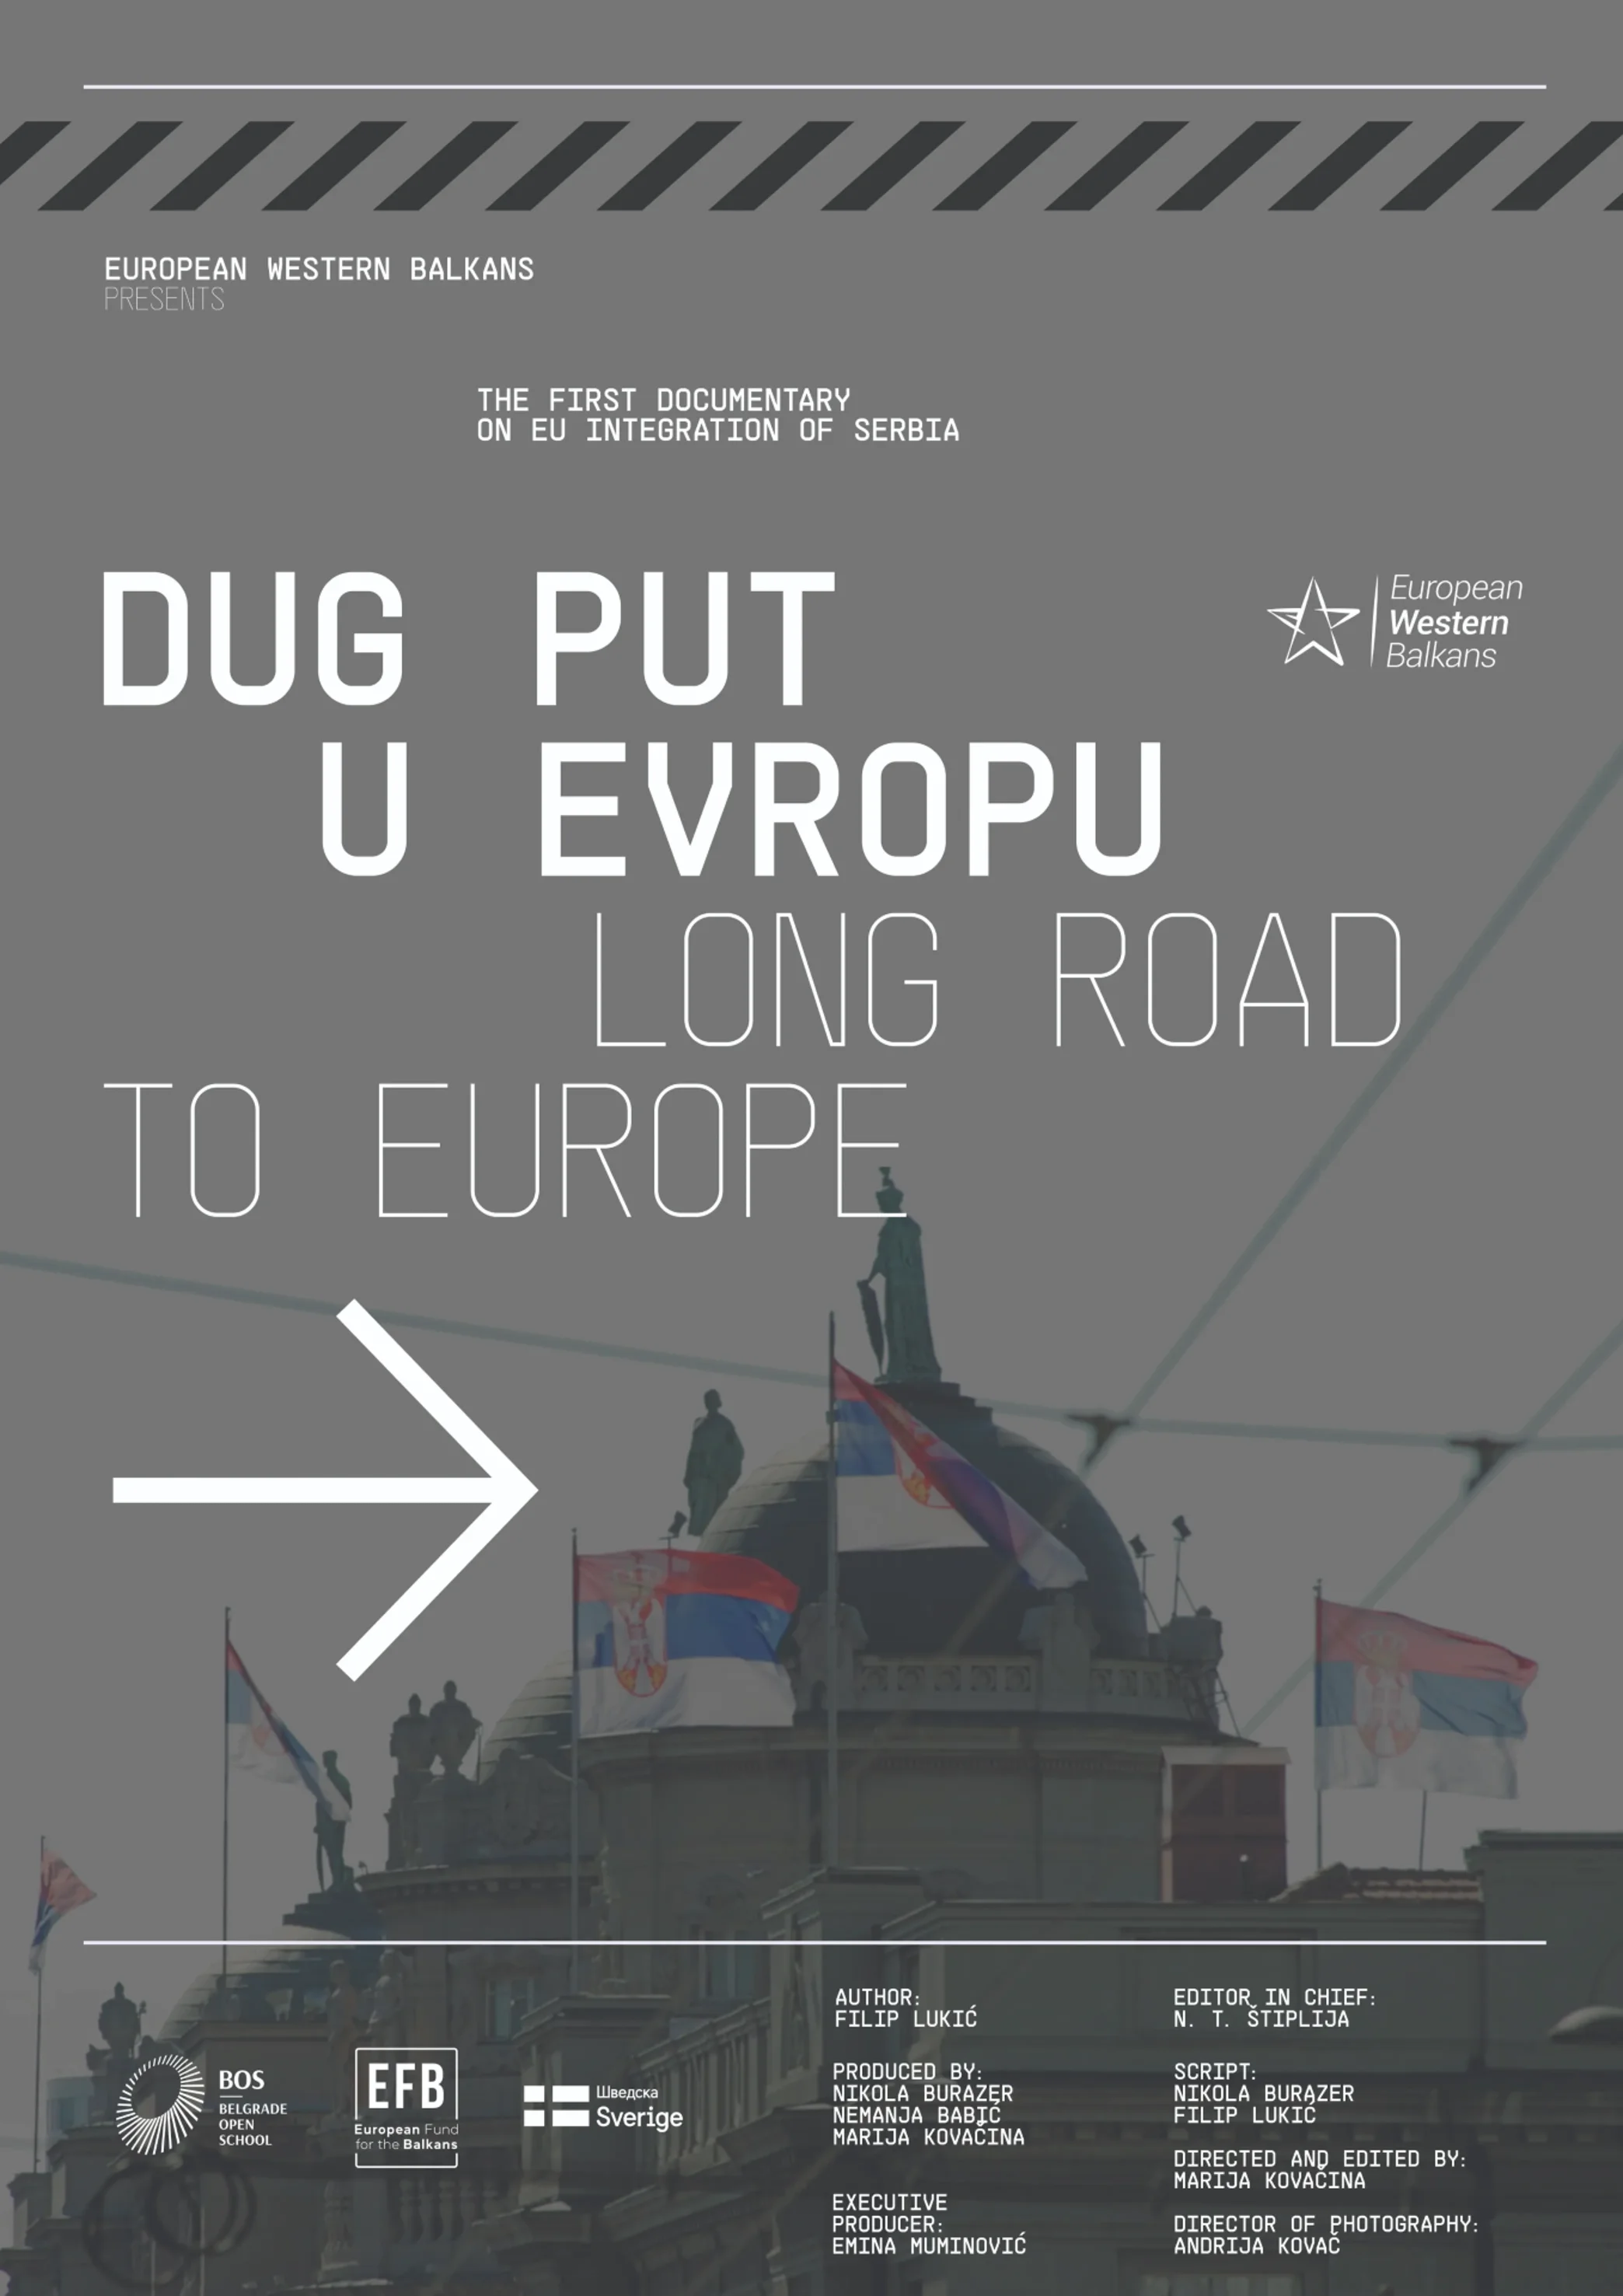 EUROPEAN WESTERN BALKANS
PRESENTS
THE FIRST DOCUMENTARY
ON EU INTEGRATION OF SERBIA
DUG PUT
U EVROPU
LONG ROAD
TO EUROPE
European
Western
Balkans
BOS
BELGRADE
OPEN
SCHOOL
EFB
European Fund
for the Balkans
Шведска
Sverige
AUTHOR:
FILIP LUKIĆ
PRODUCED BY:
NIKOLA BURAZER
NEMANJA BABIĆ
MARIJA KOVAČINA
EXECUTIVE
PRODUCER:
EMINA MUMINOVIĆ
EDITOR IN CHIEF:
N. T. ŠTIPLIJA
SCRIPT:
NIKOLA BURAZER
FILIP LUKIĆ
DIRECTED AND EDITED BY:
MARIJA KOVAČINA
DIRECTOR OF PHOTOGRAPHY:
ANDRIJA KOVAČ